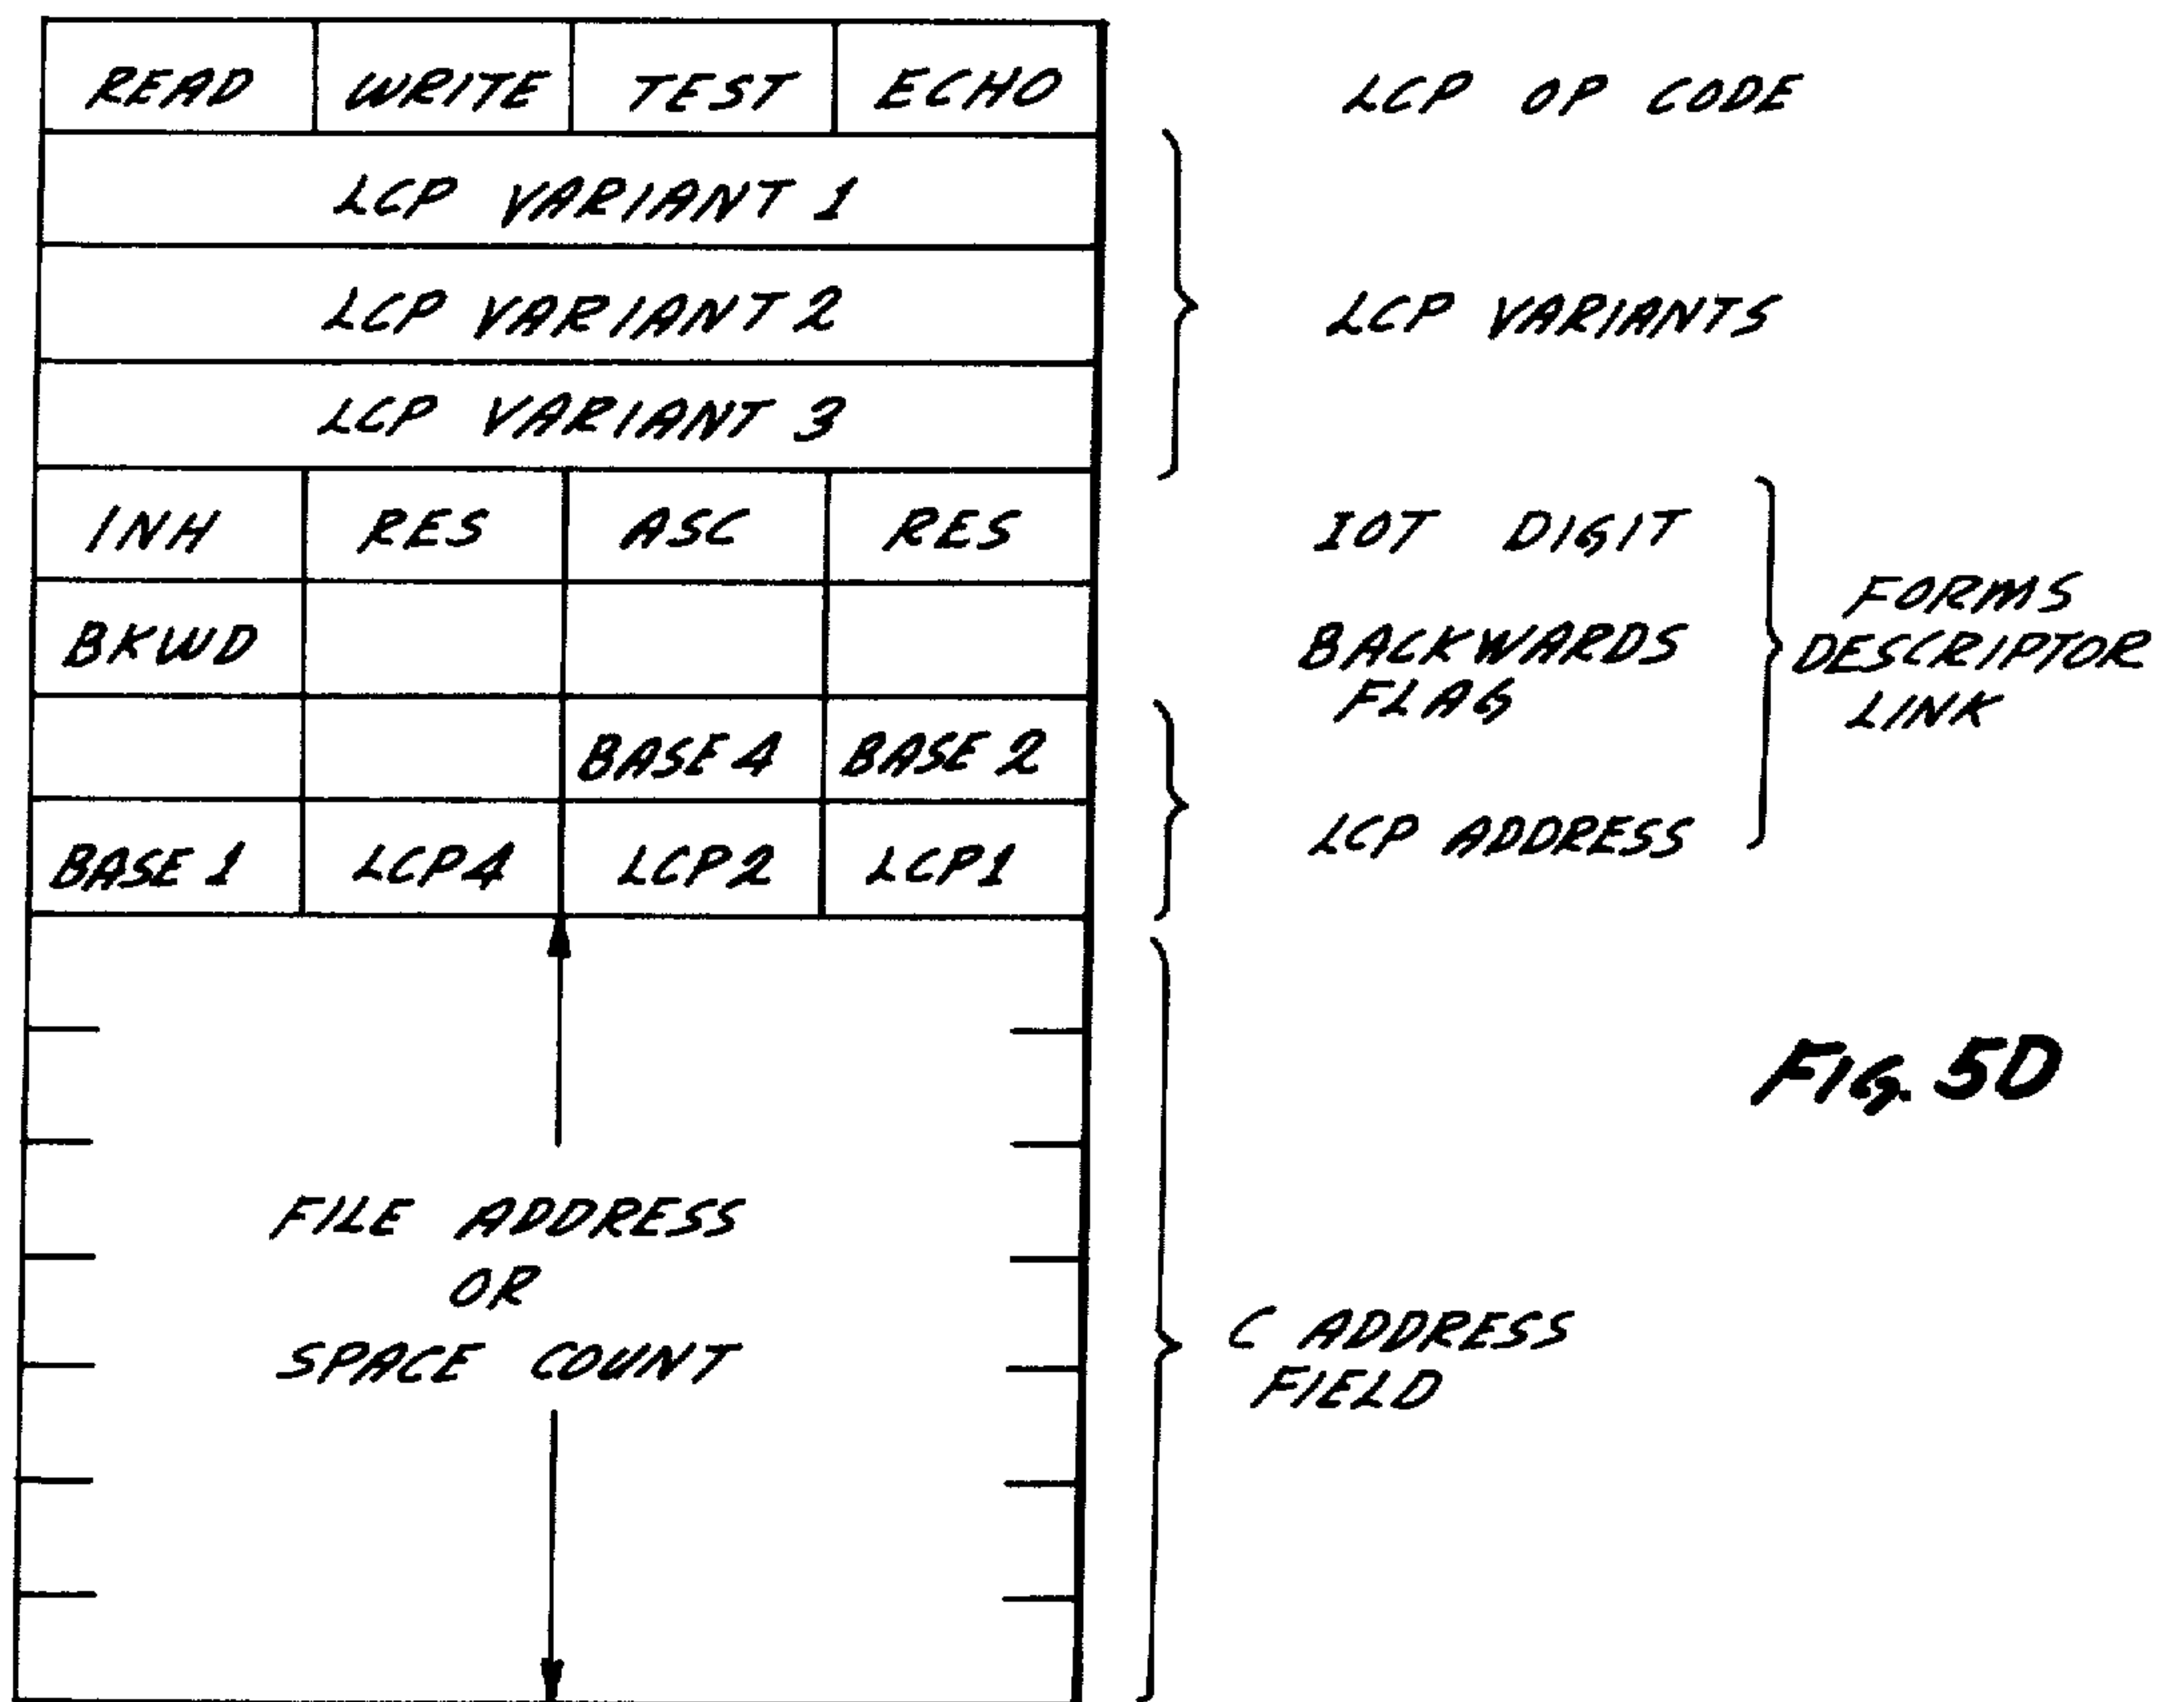 READ WRITE TEST ECHO LCP OP CODE
LCP VARIANT 1
LCP VARIANT 2 LCP VARIANTS
LCP VARIANT 3
INH RES ASC RES IOT DIGIT
BKWD BACKWARDS
FLAG
FORMS
DESCRIPTOR
LINK
BASE 4 BASE 2
BASE 1 LCP4 LCP2 LCP1 LCP ADDRESS
FIG. 5D
FILE ADDRESS
OR
SPACE COUNT
C ADDRESS
FIELD